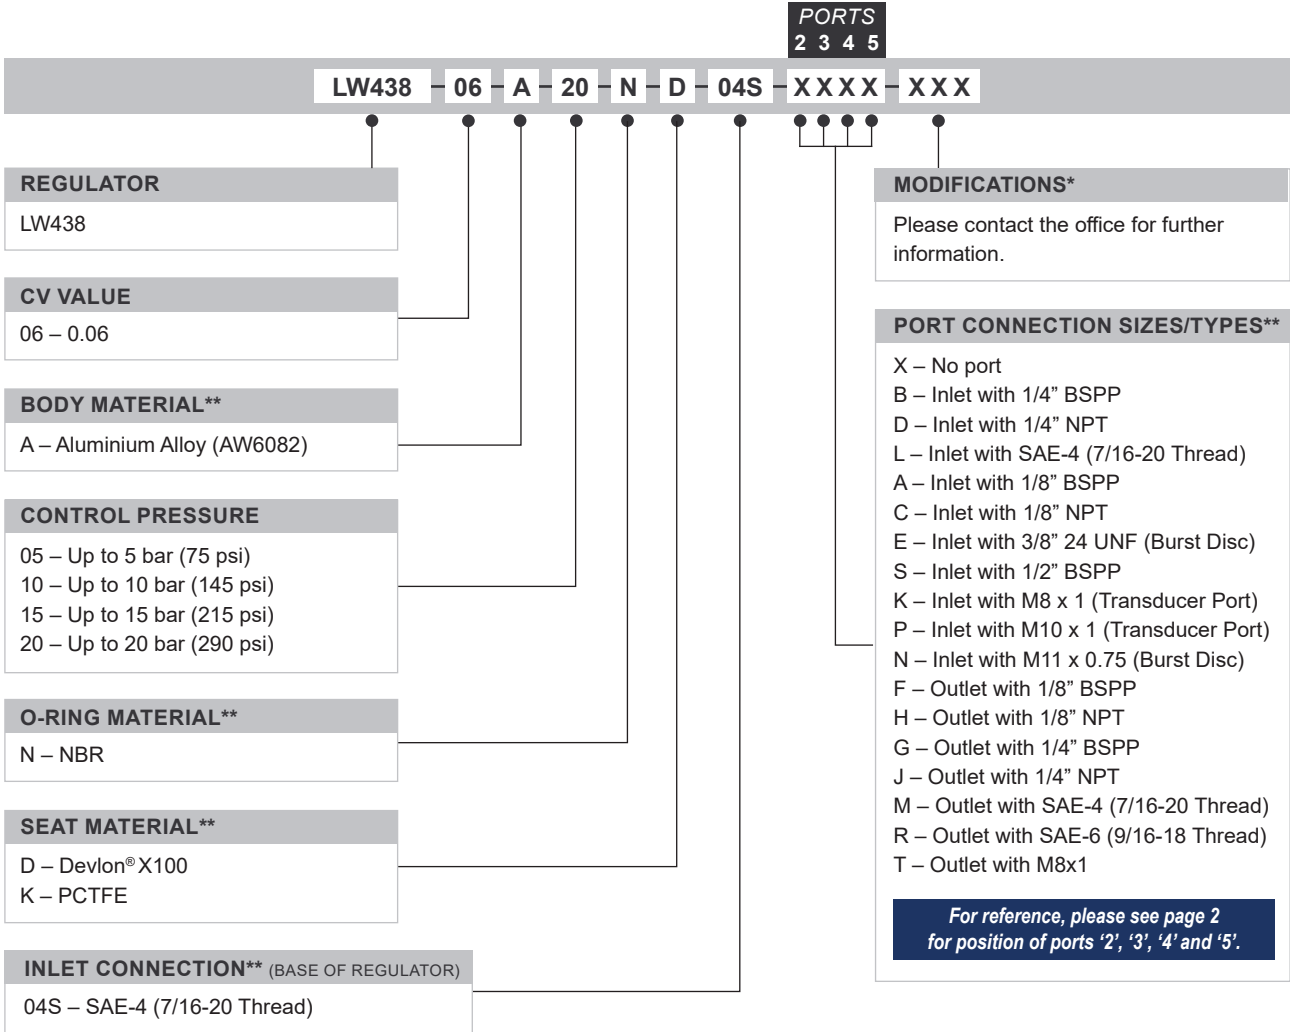 PORTS
2 3 4 5
LW438 - 06 - A - 20 - N - D - 04S - X X X X - X X X
REGULATOR
LW438
CV VALUE
06 – 0.06
BODY MATERIAL**
A – Aluminium Alloy (AW6082)
CONTROL PRESSURE
05 – Up to 5 bar (75 psi)
10 – Up to 10 bar (145 psi)
15 – Up to 15 bar (215 psi)
20 – Up to 20 bar (290 psi)
O-RING MATERIAL**
N – NBR
SEAT MATERIAL**
D – Devlon® X100
K – PCTFE
INLET CONNECTION** (BASE OF REGULATOR)
04S – SAE-4 (7/16-20 Thread)
MODIFICATIONS*
Please contact the office for further
information.
PORT CONNECTION SIZES/TYPES**
X – No port
B – Inlet with 1/4” BSPP
D – Inlet with 1/4” NPT
L – Inlet with SAE-4 (7/16-20 Thread)
A – Inlet with 1/8” BSPP
C – Inlet with 1/8” NPT
E – Inlet with 3/8” 24 UNF (Burst Disc)
S – Inlet with 1/2” BSPP
K – Inlet with M8 x 1 (Transducer Port)
P – Inlet with M10 x 1 (Transducer Port)
N – Inlet with M11 x 0.75 (Burst Disc)
F – Outlet with 1/8” BSPP
H – Outlet with 1/8” NPT
G – Outlet with 1/4” BSPP
J – Outlet with 1/4” NPT
M – Outlet with SAE-4 (7/16-20 Thread)
R – Outlet with SAE-6 (9/16-18 Thread)
T – Outlet with M8x1
For reference, please see page 2
for position of ports ‘2’, ‘3’, ‘4’ and ‘5’.